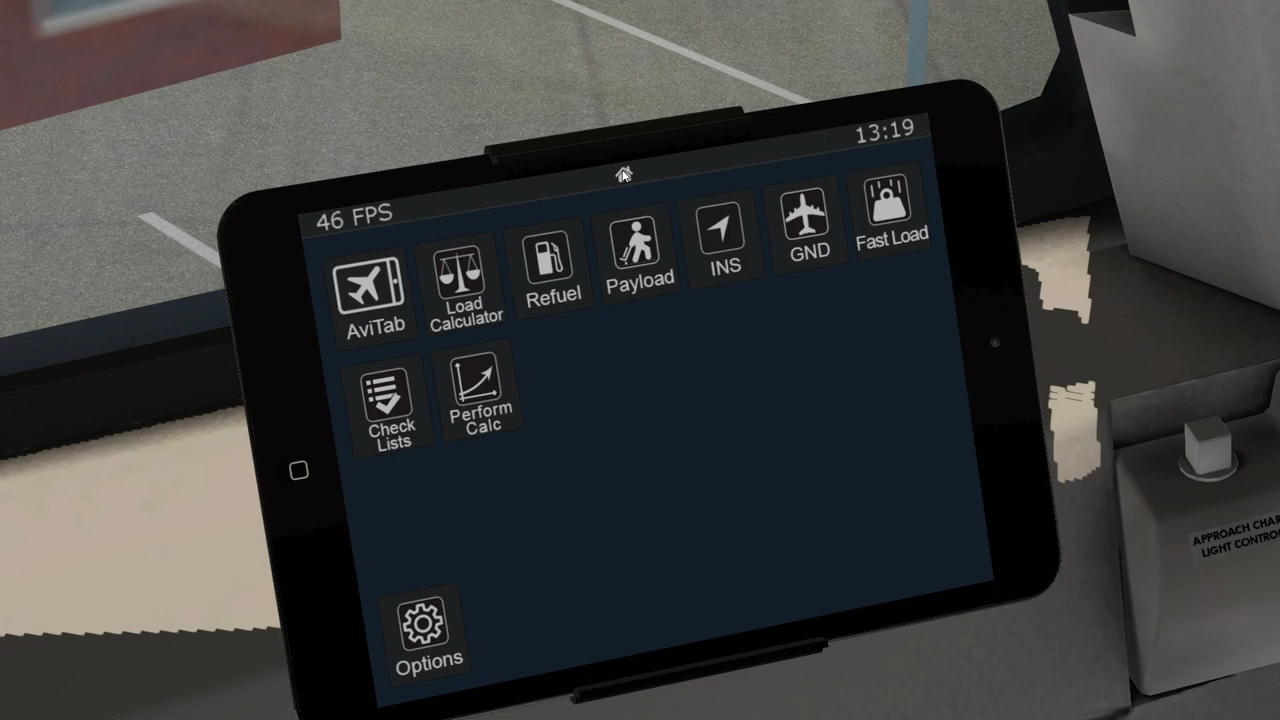 13:19
46 FPS
AviTab
Load
Calculator
Refuel
Payload
INS
GND
Fast Load
Check
Lists
Perform
Calc
Options
APPROACH CHAR
LIGHT CONTRO